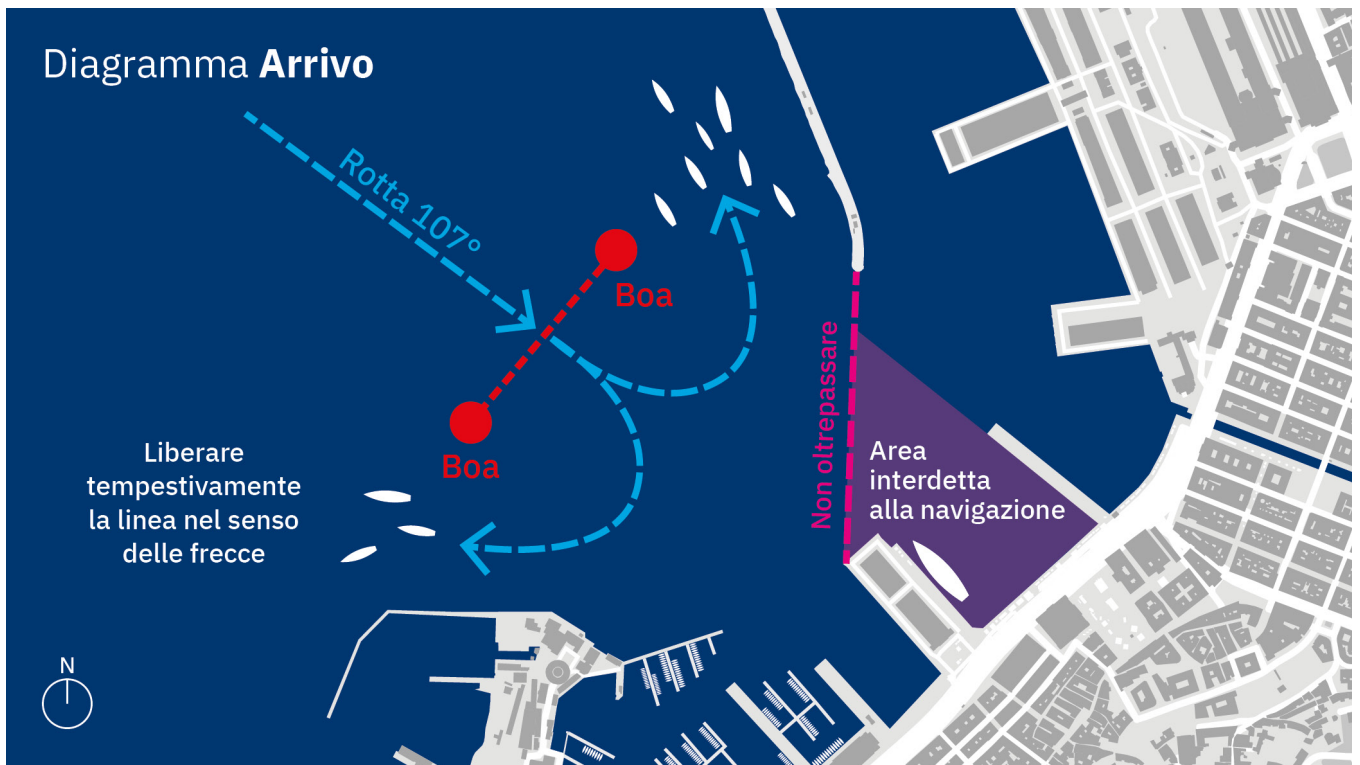 Diagramma Arrivo
Rotta 107°
Boa
Boa
Non oltrepassare
Area
interdetta
alla navigazione
Liberare
tempestivamente
la linea nel senso
delle frecce
N